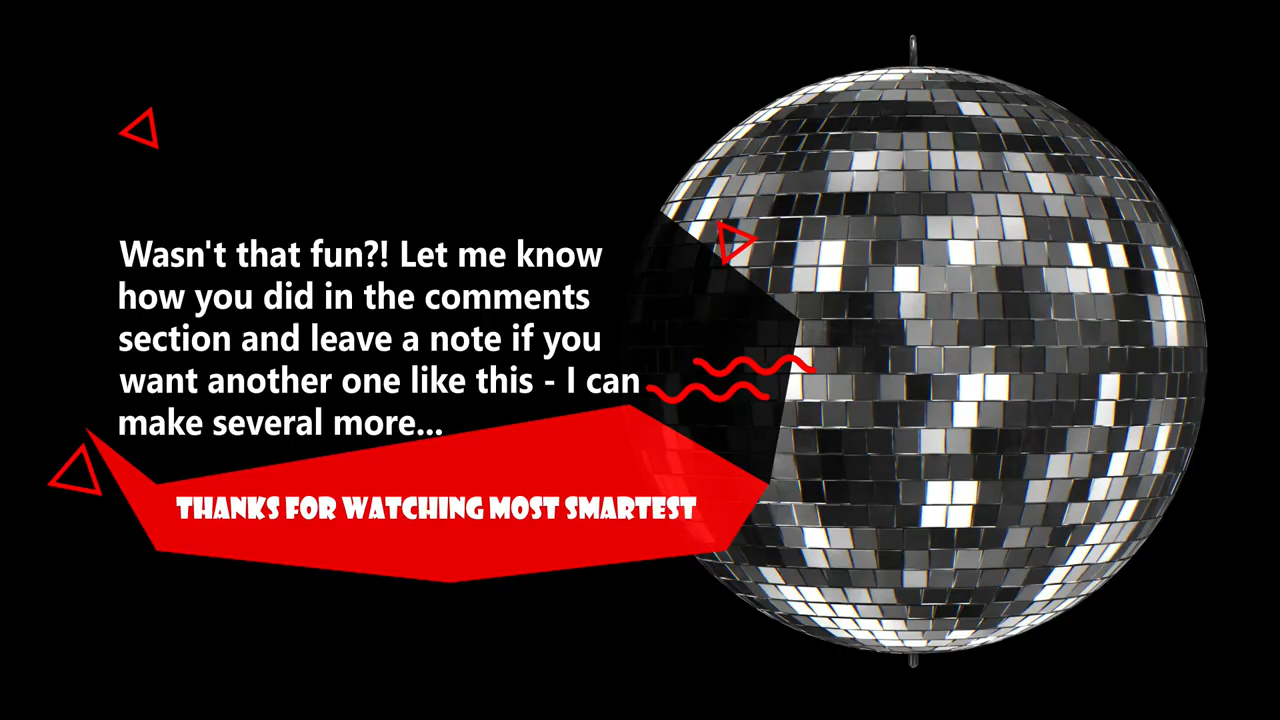 Wasn't that fun?! Let me know
how you did in the comments
section and leave a note if you
want another one like this - I can
make several more...
THANKS FOR WATCHING MOST SMARTEST